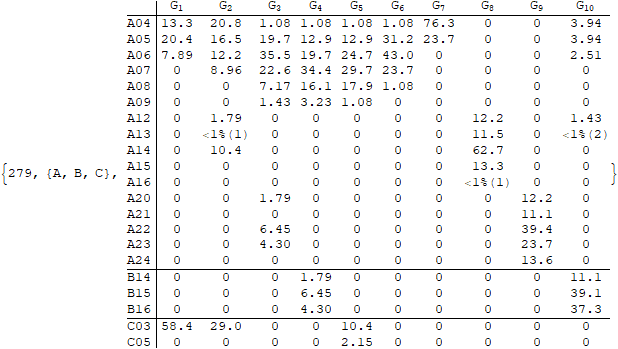 G1 G2 G3 G4 G5 G6 G7 G8 G9 G10
A04 13.3 20.8 1.08 1.08 1.08 1.08 76.3 0 0 3.94
A05 20.4 16.5 19.7 12.9 12.9 31.2 23.7 0 0 3.94
A06 7.89 12.2 35.5 19.7 24.7 43.0 0 0 0 2.51
A07 0 8.96 22.6 34.4 29.7 23.7 0 0 0 0
A08 0 0 7.17 16.1 17.9 1.08 0 0 0 0
A09 0 0 1.43 3.23 1.08 0 0 0 0 0
A12 0 1.79 0 0 0 0 0 12.2 0 1.43
A13 0 <1%(1) 0 0 0 0 0 11.5 0 <1%(2)
A14 0 10.4 0 0 0 0 0 62.7 0 0
{279, {A, B, C}, A15 0 0 0 0 0 0 0 13.3 0 0 }
A16 0 0 0 0 0 0 0 <1%(1) 0 0
A20 0 0 1.79 0 0 0 0 0 12.2 0
A21 0 0 0 0 0 0 0 0 11.1 0
A22 0 0 6.45 0 0 0 0 0 39.4 0
A23 0 0 4.30 0 0 0 0 0 23.7 0
A24 0 0 0 0 0 0 0 0 13.6 0
B14 0 0 0 1.79 0 0 0 0 0 11.1
B15 0 0 0 6.45 0 0 0 0 0 39.1
B16 0 0 0 4.30 0 0 0 0 0 37.3
C03 58.4 29.0 0 0 10.4 0 0 0 0 0
C05 0 0 0 0 2.15 0 0 0 0 0